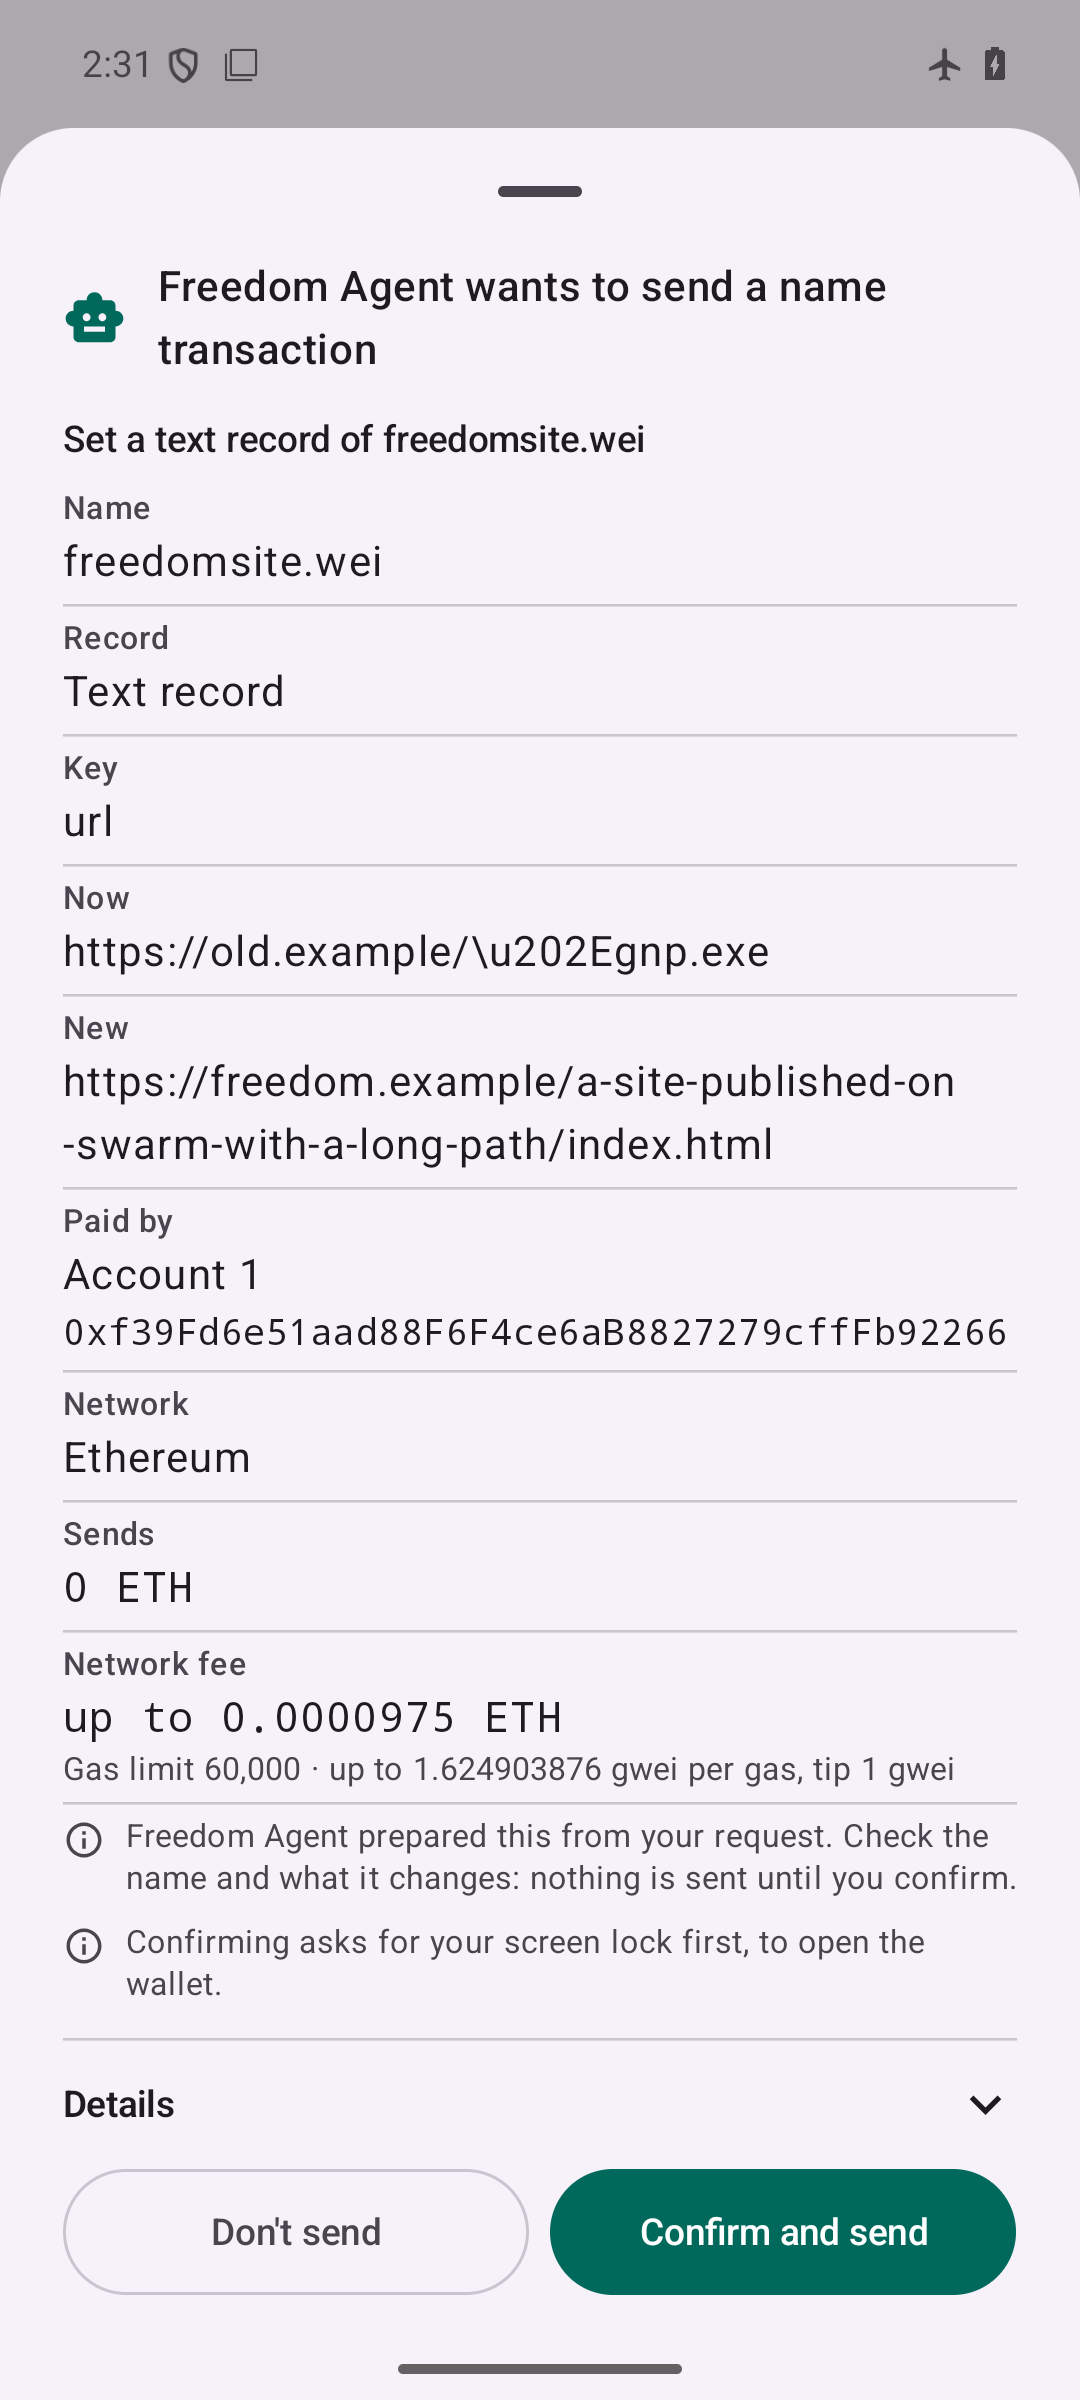 2:31
Freedom Agent wants to send a name
transaction
Set a text record of freedomsite.wei
Name
freedomsite.wei
Record
Text record
Key
url
Now
https://old.example/\u202Egnp.exe
New
https://freedom.example/a-site-published-on
-swarm-with-a-long-path/index.html
Paid by
Account 1
0xf39Fd6e51aad88F6F4ce6aB8827279cffFb92266
Network
Ethereum
Sends
0 ETH
Network fee
up to 0.0000975 ETH
Gas limit 60,000 · up to 1.624903876 gwei per gas, tip 1 gwei
Freedom Agent prepared this from your request. Check the
name and what it changes: nothing is sent until you confirm.
Confirming asks for your screen lock first, to open the
wallet.
Details
Don't send
Confirm and send